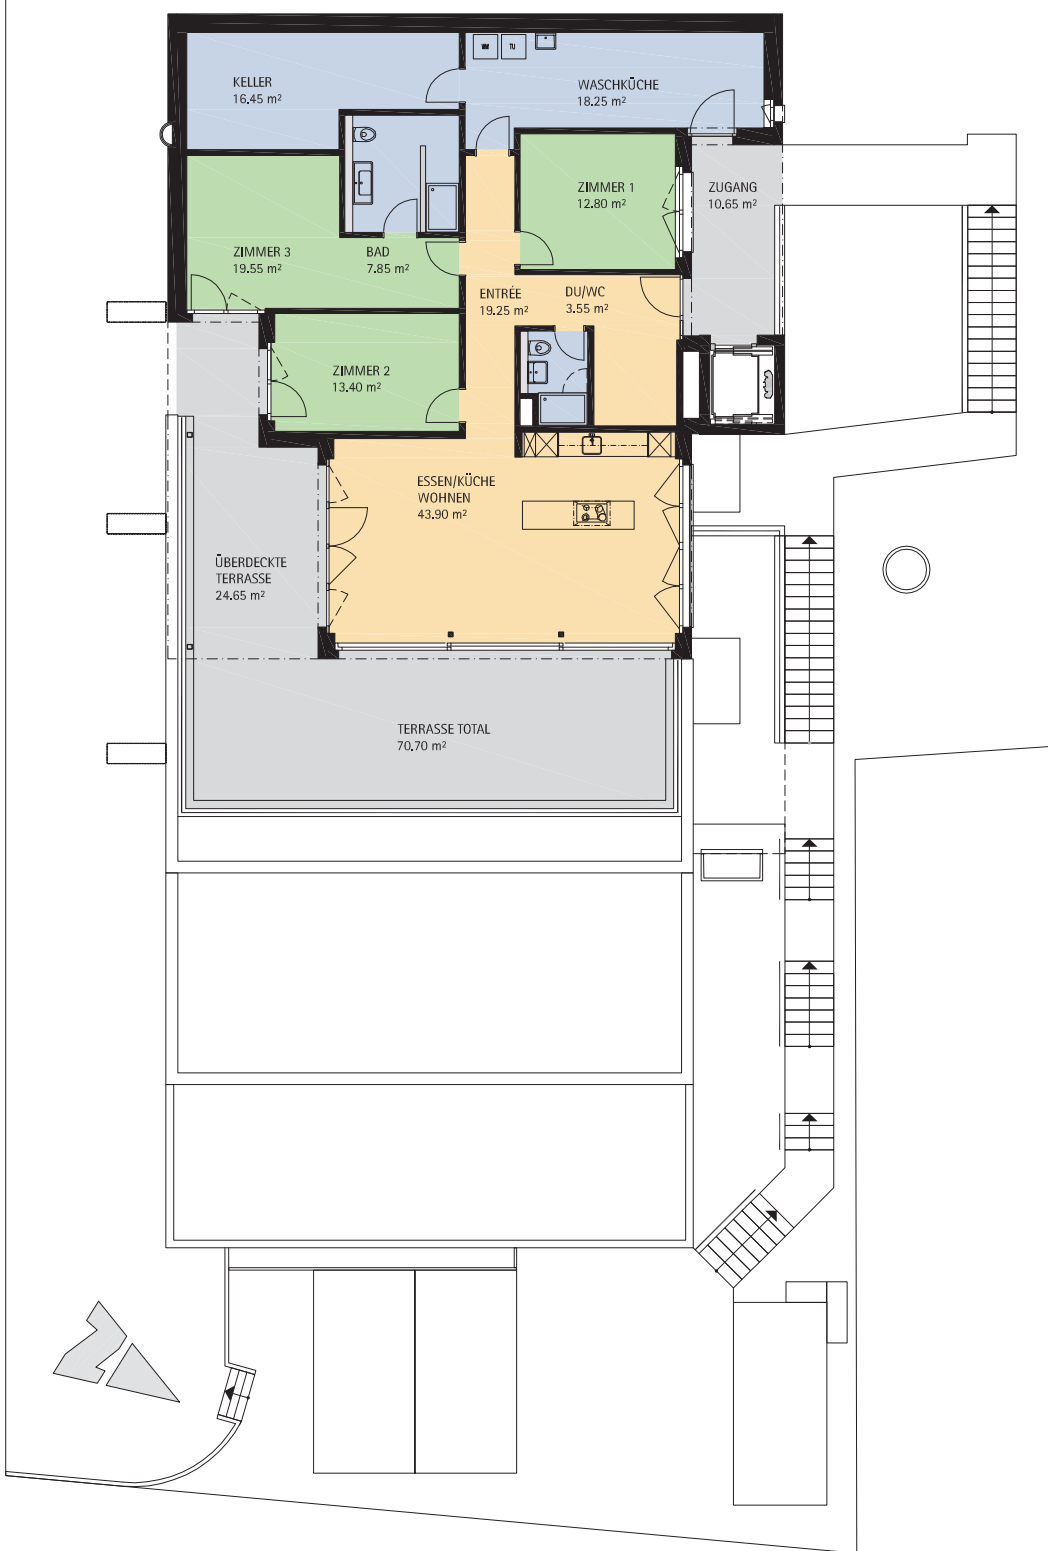 WM
TU
KELLER
16.45 m²
WASCHKÜCHE
18.25 m²
ZIMMER 1
12.80 m²
ZUGANG
10.65 m²
ZIMMER 3
19.55 m²
BAD
7.85 m²
ENTRÉE
19.25 m²
DU/WC
3.55 m²
ZIMMER 2
13.40 m²
ESSEN/KÜCHE
WOHNEN
43.90 m²
ÜBERDECKTE
TERRASSE
24.65 m²
TERRASSE TOTAL
70.70 m²